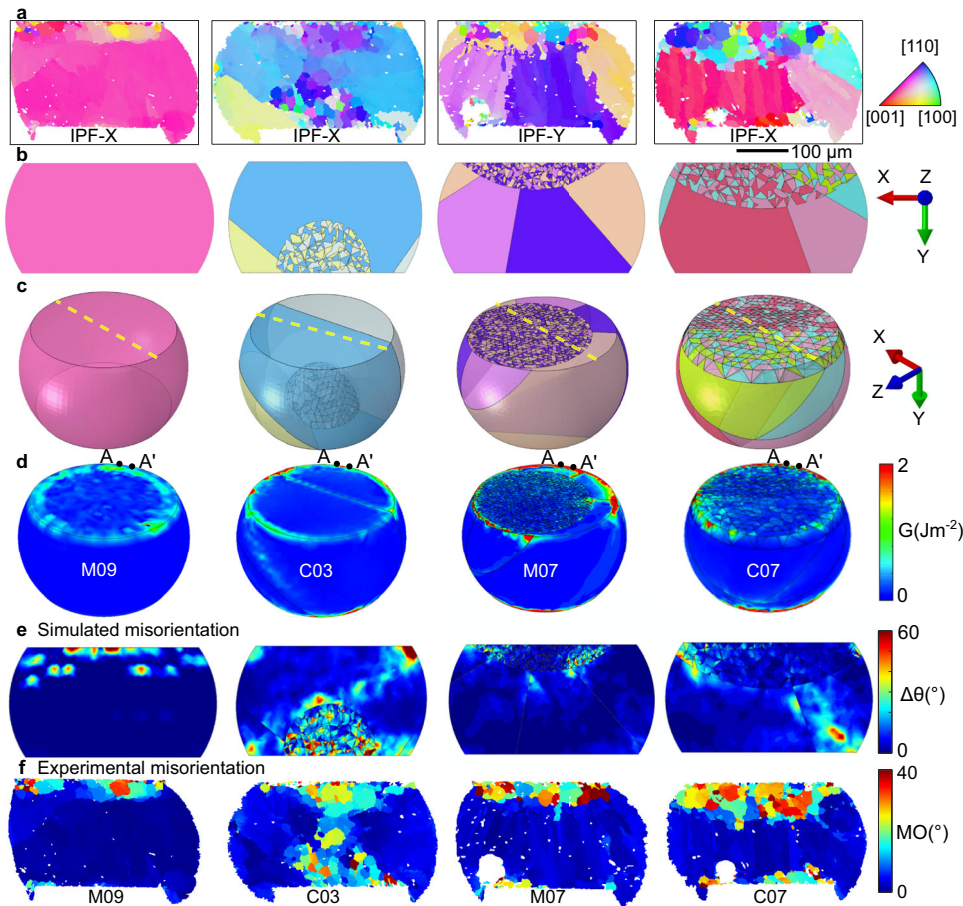 a
IPF-X
IPF-X
IPF-Y
IPF-X
[110]
[001] [100]
100 µm
b
X Z
Y
c
X
Z
Y
d
A A'
A A'
A A'
M09
C03
M07
C07
2
G(Jm-2)
0
e Simulated misorientation
60
Δθ(°)
0
f Experimental misorientation
40
MO(°)
0
M09
C03
M07
C07